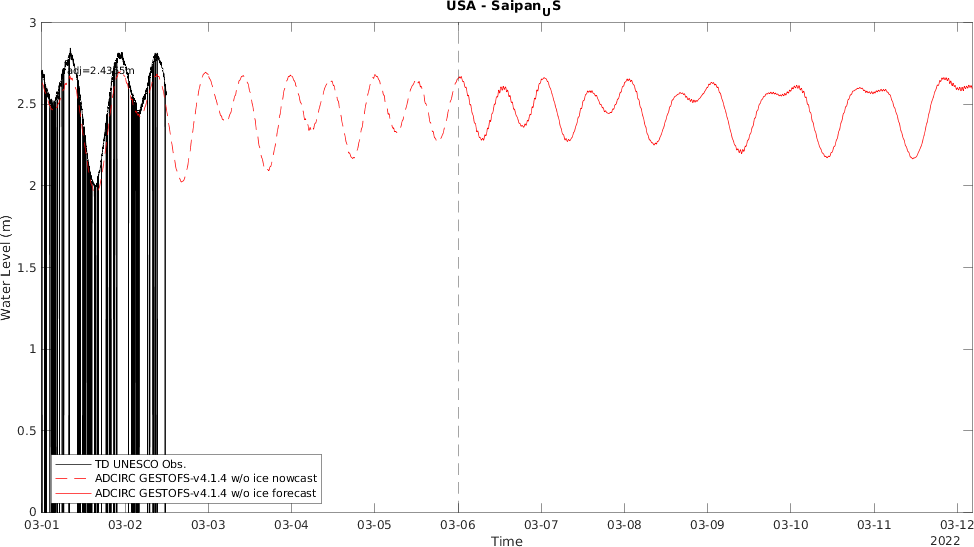 USA - SaipanUS
3
2.5
2
1.5
1
0.5
0
Water Level (m)
TD UNESCO Obs.
ADCIRC GESTOFS-v4.1.4 w/o ice nowcast
ADCIRC GESTOFS-v4.1.4 w/o ice forecast
03-01 03-02 03-03 03-04 03-05 03-06 03-07 03-08 03-09 03-10 03-11 03-12
Time
2022